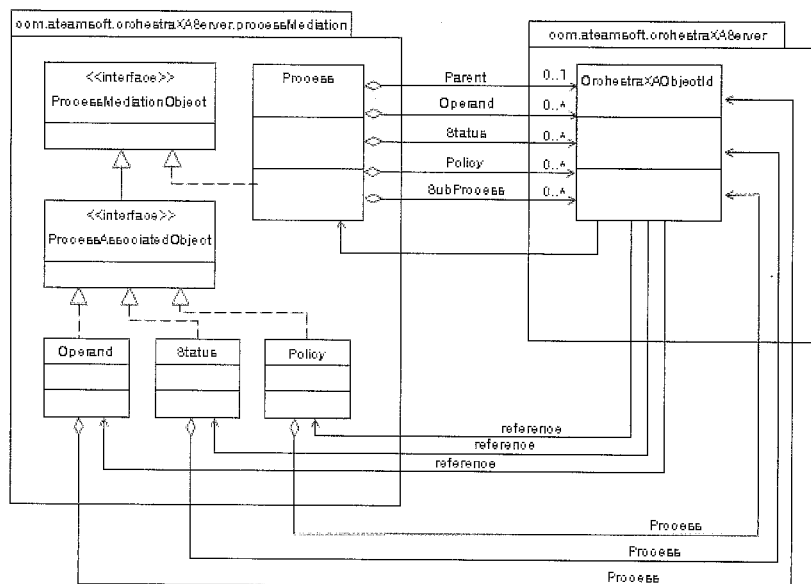 com.ateamsoft.orchestraXAServer.processMediation
com.ateamsoft.orchestraXAServer
<<interface>>
ProcessMediationObject
Process
Parent
0..1
OrchestraXAObjectId
Operand
0..*
Status
0..*
Policy
0..*
SubProcess
0..*
<<interface>>
ProcessAssociatedObject
Operand
Status
Policy
reference
reference
reference
Process
Process
Process